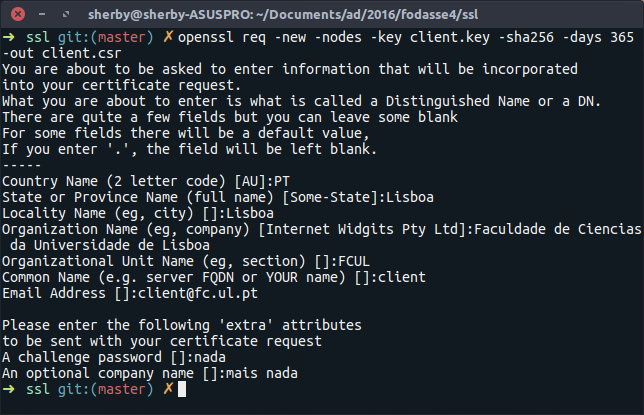 sherby@sherby-ASUSPRO: ~/Documents/ad/2016/fodasse4/ssl
➜ ssl git:(master) ✗ openssl req -new -nodes -key client.key -sha256 -days 365
-out client.csr
You are about to be asked to enter information that will be incorporated
into your certificate request.
What you are about to enter is what is called a Distinguished Name or a DN.
There are quite a few fields but you can leave some blank
For some fields there will be a default value,
If you enter '.', the field will be left blank.
-----
Country Name (2 letter code) [AU]:PT
State or Province Name (full name) [Some-State]:Lisboa
Locality Name (eg, city) []:Lisboa
Organization Name (eg, company) [Internet Widgits Pty Ltd]:Faculdade de Ciencias
da Universidade de Lisboa
Organizational Unit Name (eg, section) []:FCUL
Common Name (e.g. server FQDN or YOUR name) []:client
Email Address []:client@fc.ul.pt
Please enter the following 'extra' attributes
to be sent with your certificate request
A challenge password []:nada
An optional company name []:mais nada
➜ ssl git:(master) ✗